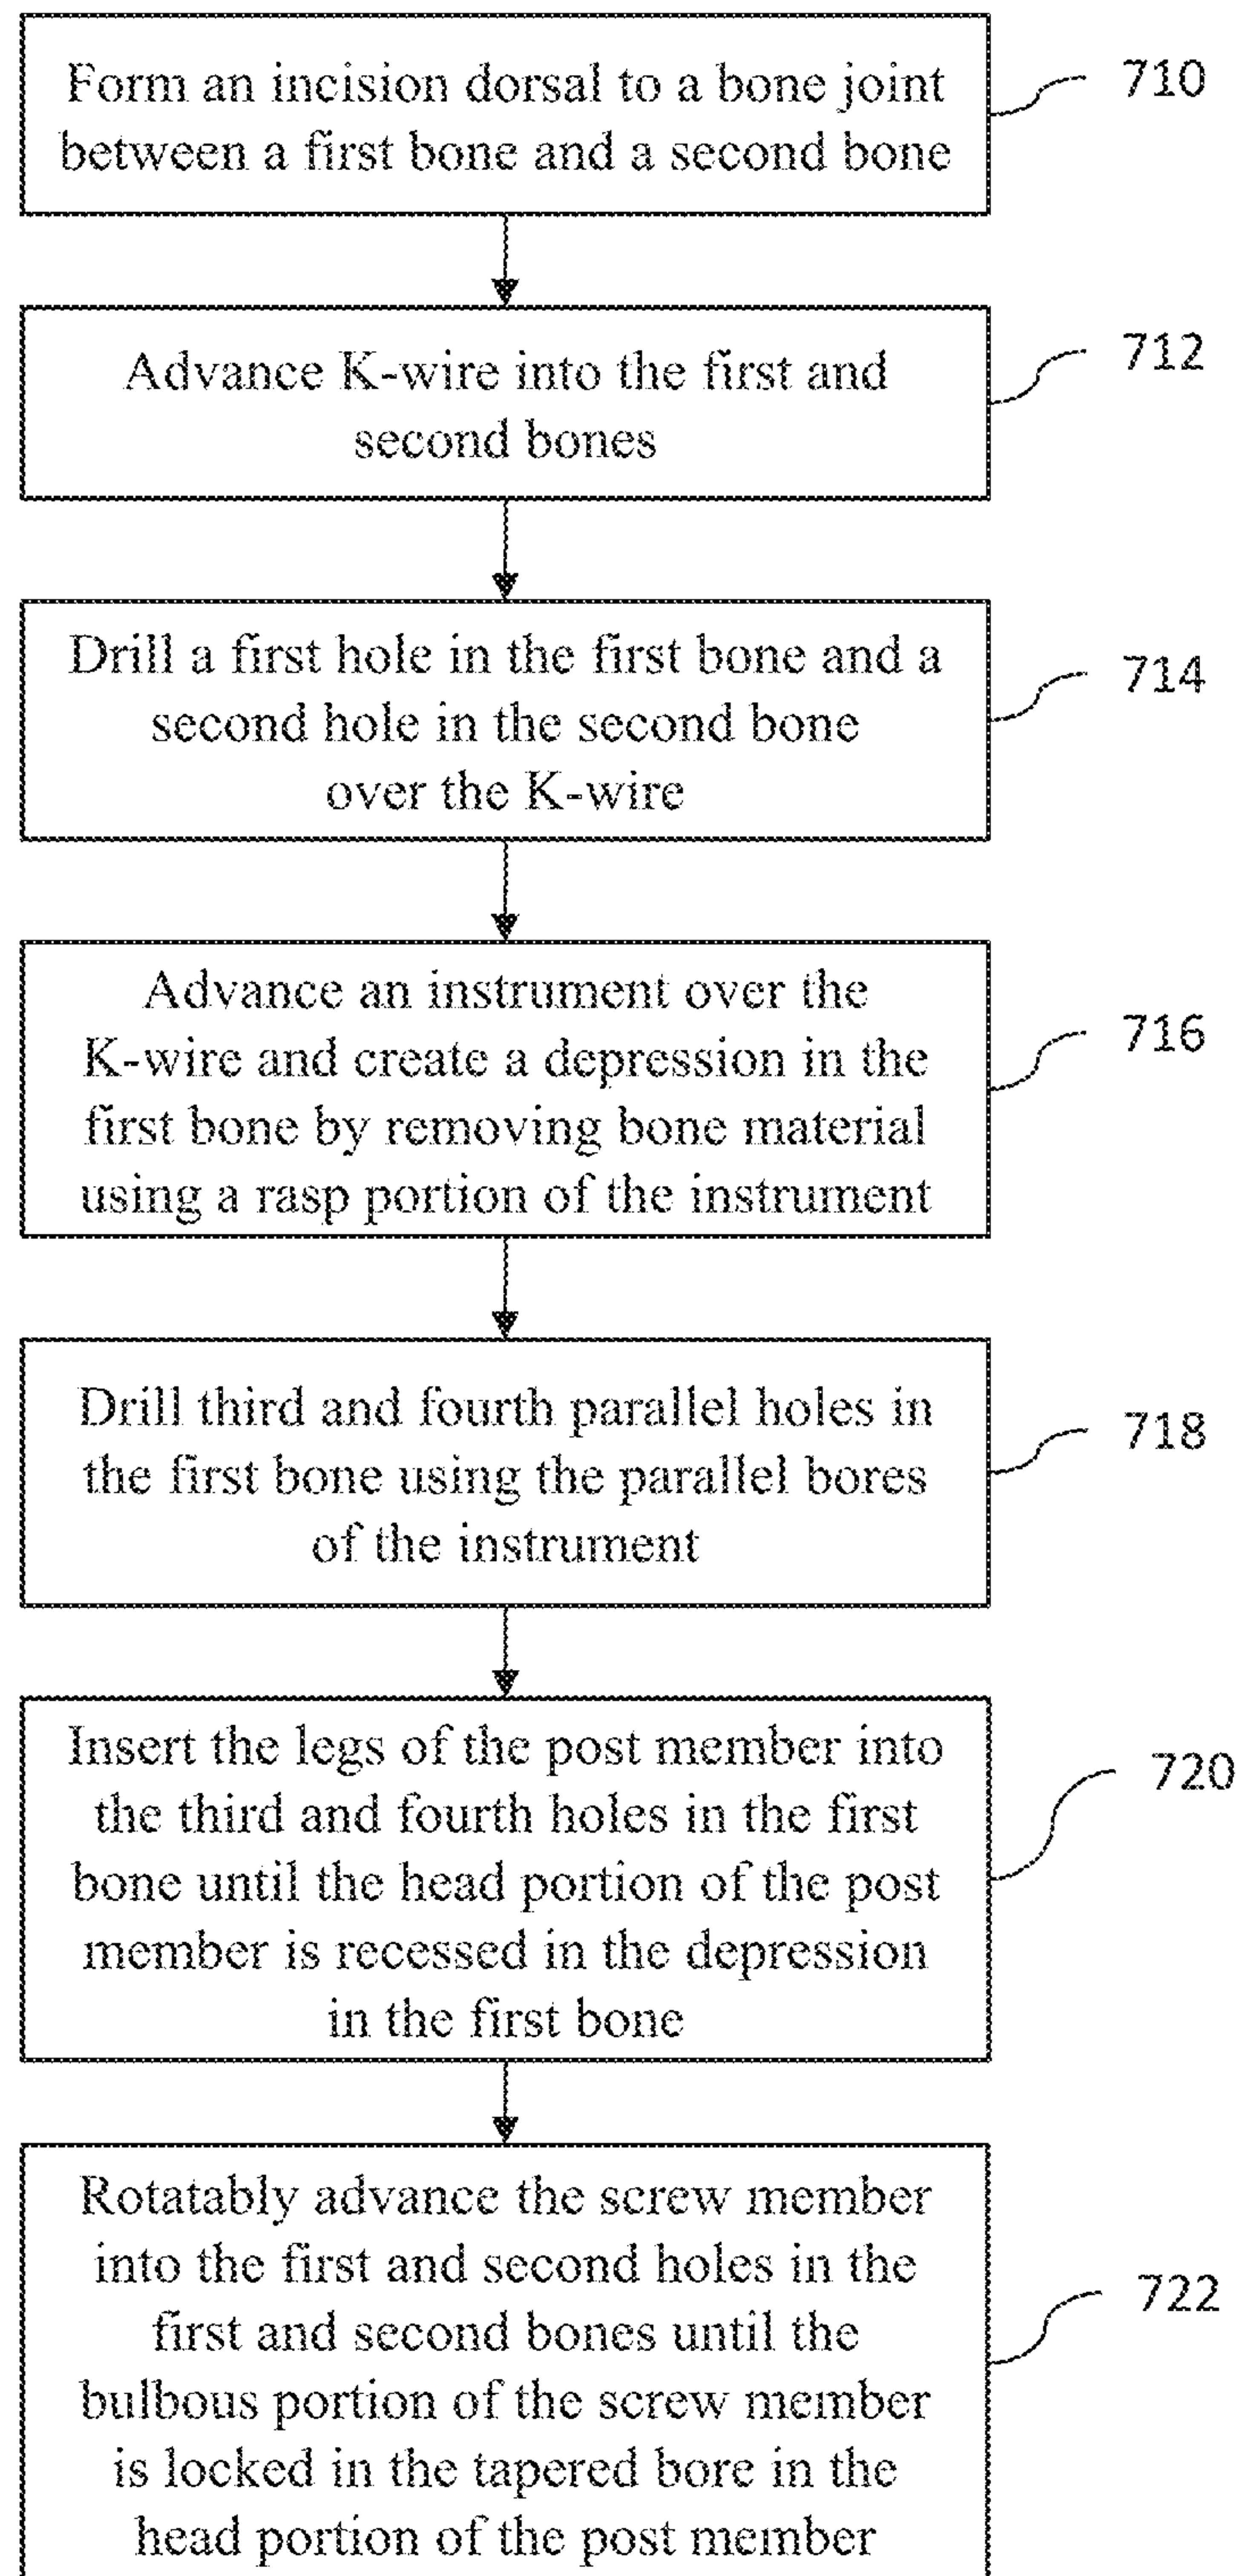 Form an incision dorsal to a bone joint
between a first bone and a second bone
710
Advance K-wire into the first and
second bones
712
Drill a first hole in the first bone and a
second hole in the second bone
over the K-wire
714
Advance an instrument over the
K-wire and create a depression in the
first bone by removing bone material
using a rasp portion of the instrument
716
Drill third and fourth parallel holes in
the first bone using the parallel bores
of the instrument
718
Insert the legs of the post member into
the third and fourth holes in the first
bone until the head portion of the post
member is recessed in the depression
in the first bone
720
Rotatably advance the screw member
into the first and second holes in the
first and second bones until the
bulbous portion of the screw member
is locked in the tapered bore in the
head portion of the post member
722